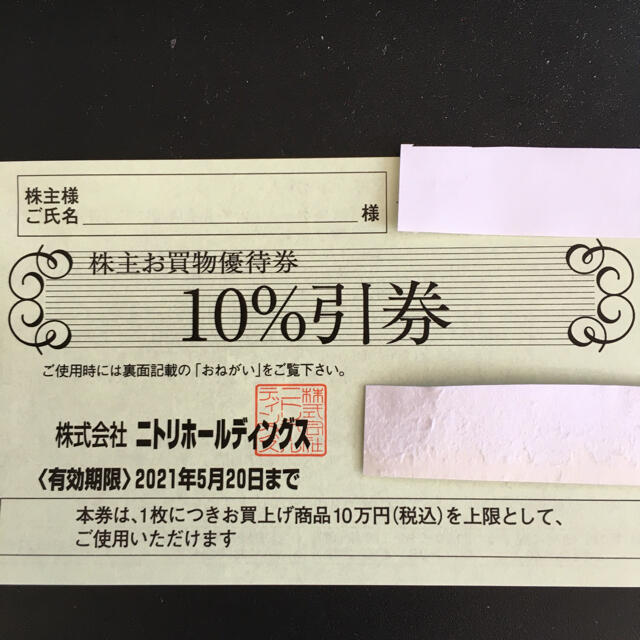 株主様
ご氏名 様
株主お買物優待券
10%引券
ご使用時には裏面記載の「おねがい」をご覧下さい。
株式会社 ニトリホールディングス
〈有効期限〉2021年5月20日まで
本券は、1枚につきお買上げ商品10万円(税込)を上限として、
ご使用いただけます